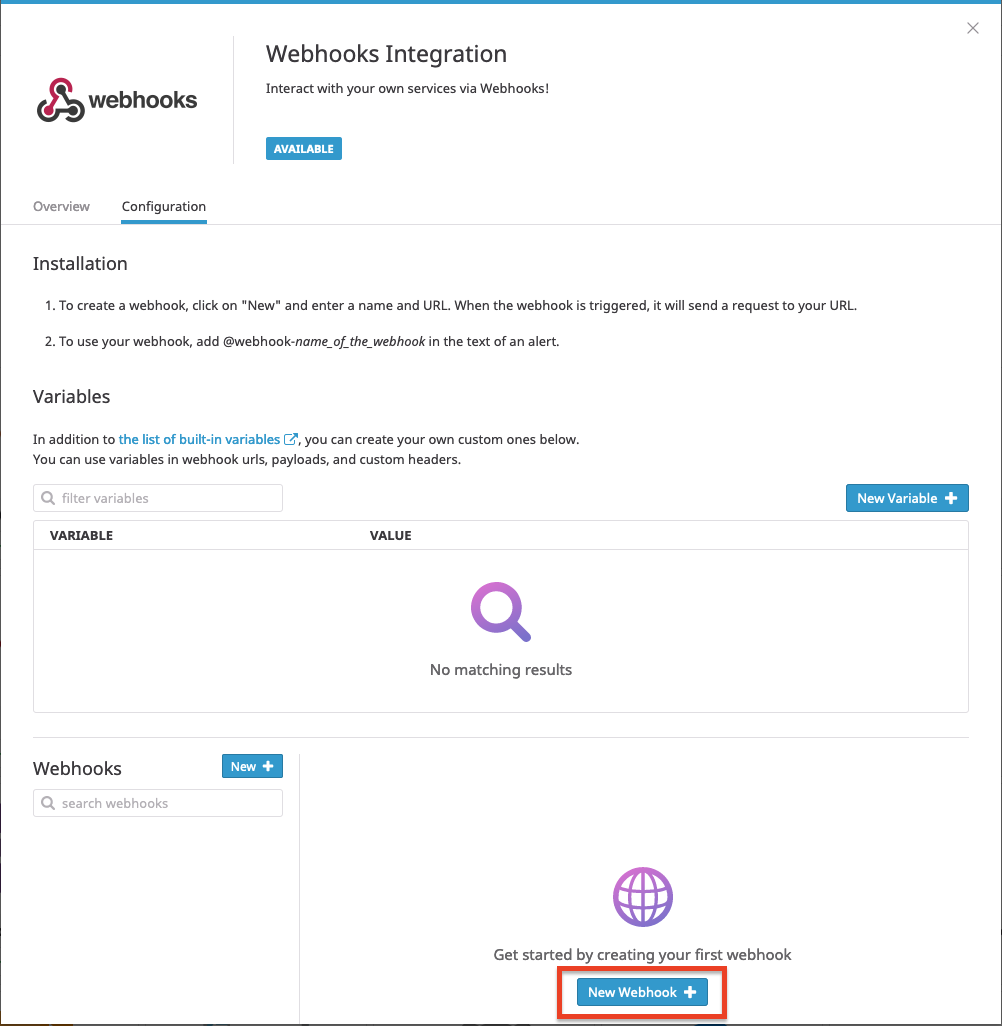 Webhooks Integration
Interact with your own services via Webhooks!
webhooks
AVAILABLE
Overview Configuration
Installation
1. To create a webhook, click on "New" and enter a name and URL. When the webhook is triggered, it will send a request to your URL.
2. To use your webhook, add @webhook-name_of_the_webhook in the text of an alert.
Variables
In addition to the list of built-in variables, you can create your own custom ones below.
You can use variables in webhook urls, payloads, and custom headers.
filter variables New Variable +
VARIABLE VALUE
No matching results
Webhooks New +
search webhooks
Get started by creating your first webhook
New Webhook +